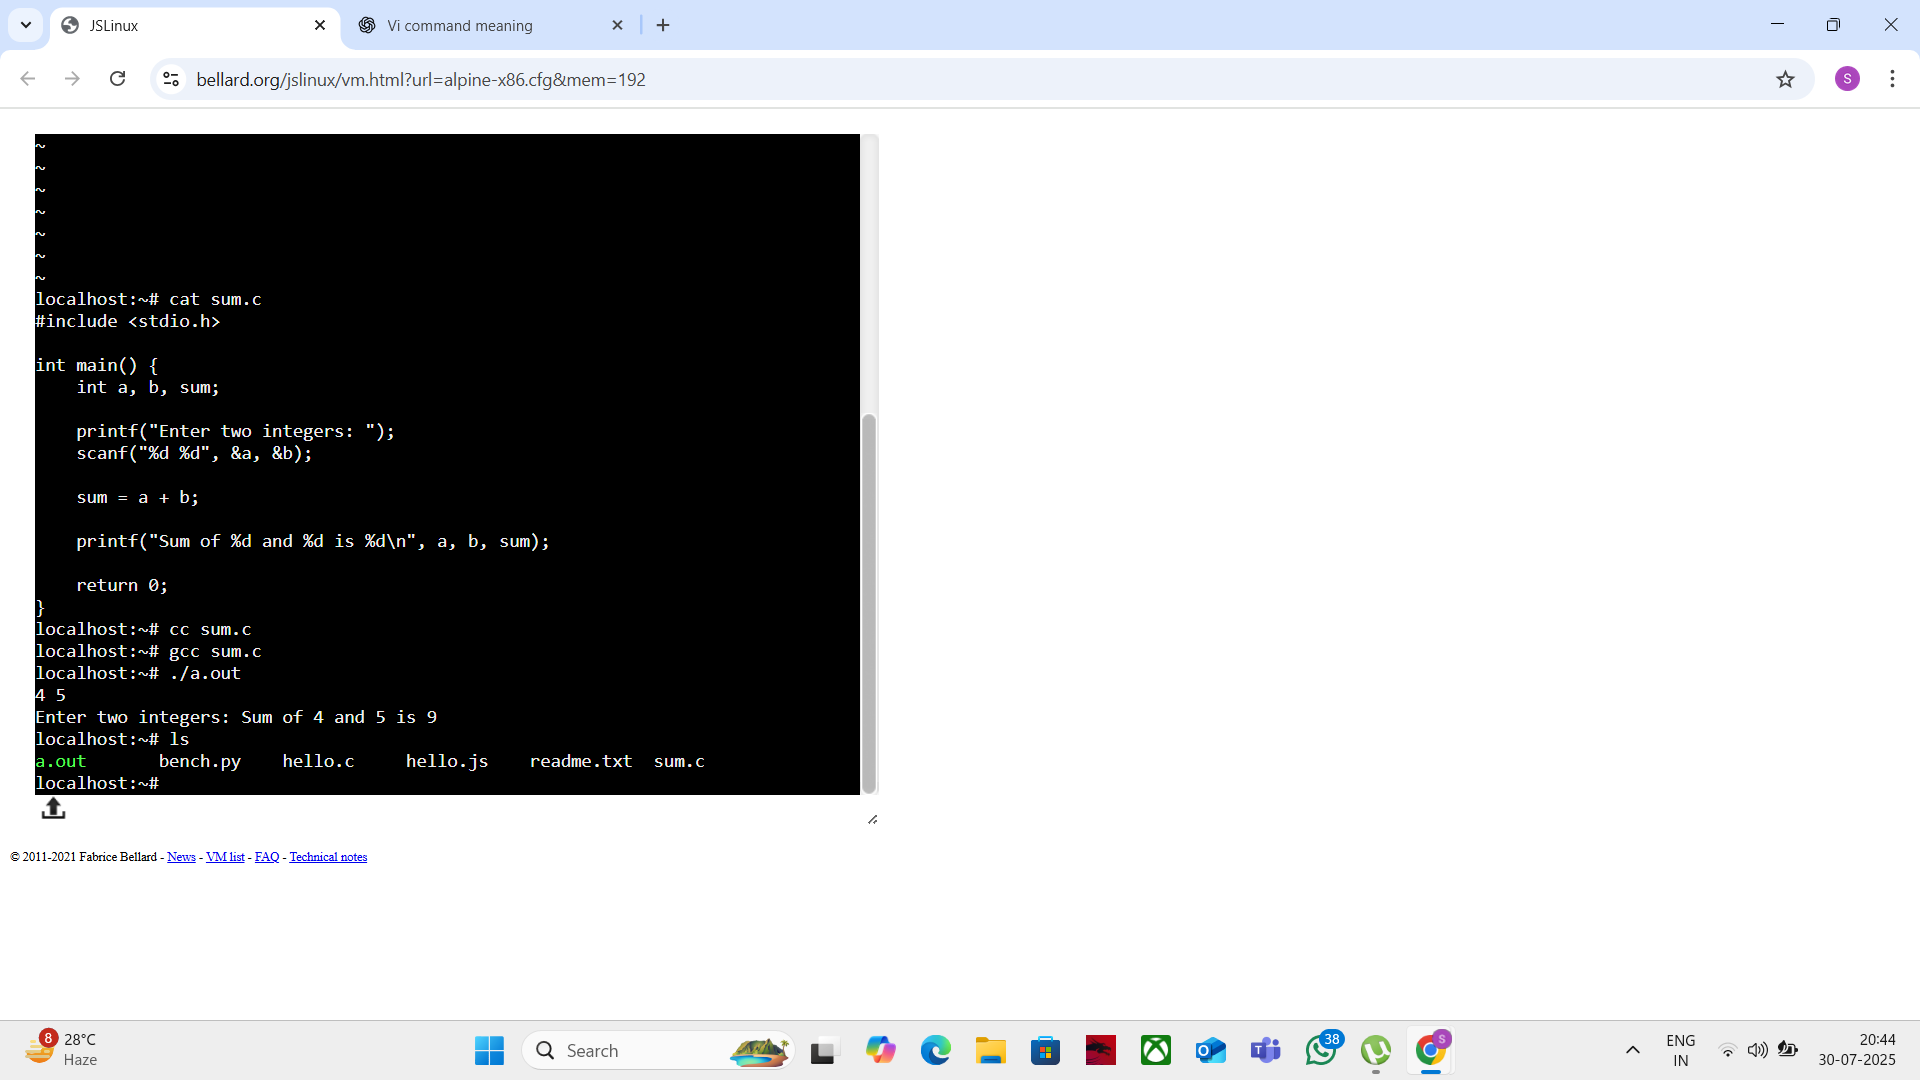 JSLinux
Vi command meaning
bellard.org/jslinux/vm.html?url=alpine-x86.cfg&mem=192
S
~
~
~
~
~
~
~
localhost:~# cat sum.c
#include <stdio.h>
int main() {
    int a, b, sum;
    printf("Enter two integers: ");
    scanf("%d %d", &a, &b);
    sum = a + b;
    printf("Sum of %d and %d is %d\n", a, b, sum);
    return 0;
}
localhost:~# cc sum.c
localhost:~# gcc sum.c
localhost:~# ./a.out
4 5
Enter two integers: Sum of 4 and 5 is 9
localhost:~# ls
a.out       bench.py    hello.c     hello.js    readme.txt  sum.c
localhost:~#
© 2011-2021 Fabrice Bellard - News - VM list - FAQ - Technical notes
8
28°C
Haze
Search
38
S
ENG
IN
20:44
30-07-2025